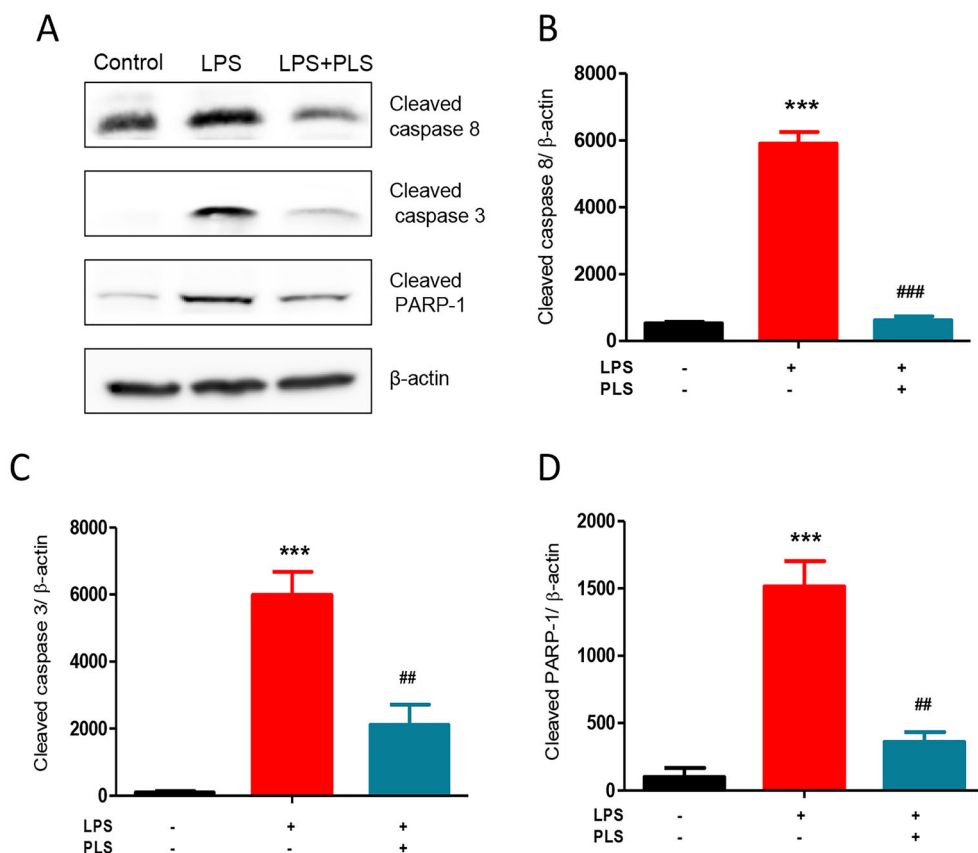 A
Control LPS LPS+PLS
Cleaved
caspase 8
Cleaved
caspase 3
Cleaved
PARP-1
β-actin
B
Cleaved caspase 8/ β-actin
8000
6000
4000
2000
0
***
###
LPS - + +
PLS - - +
C
Cleaved caspase 3/ β-actin
8000
6000
4000
2000
0
***
##
LPS - + +
PLS - - +
D
Cleaved PARP-1/ β-actin
2000
1500
1000
500
0
***
##
LPS - + +
PLS - - +